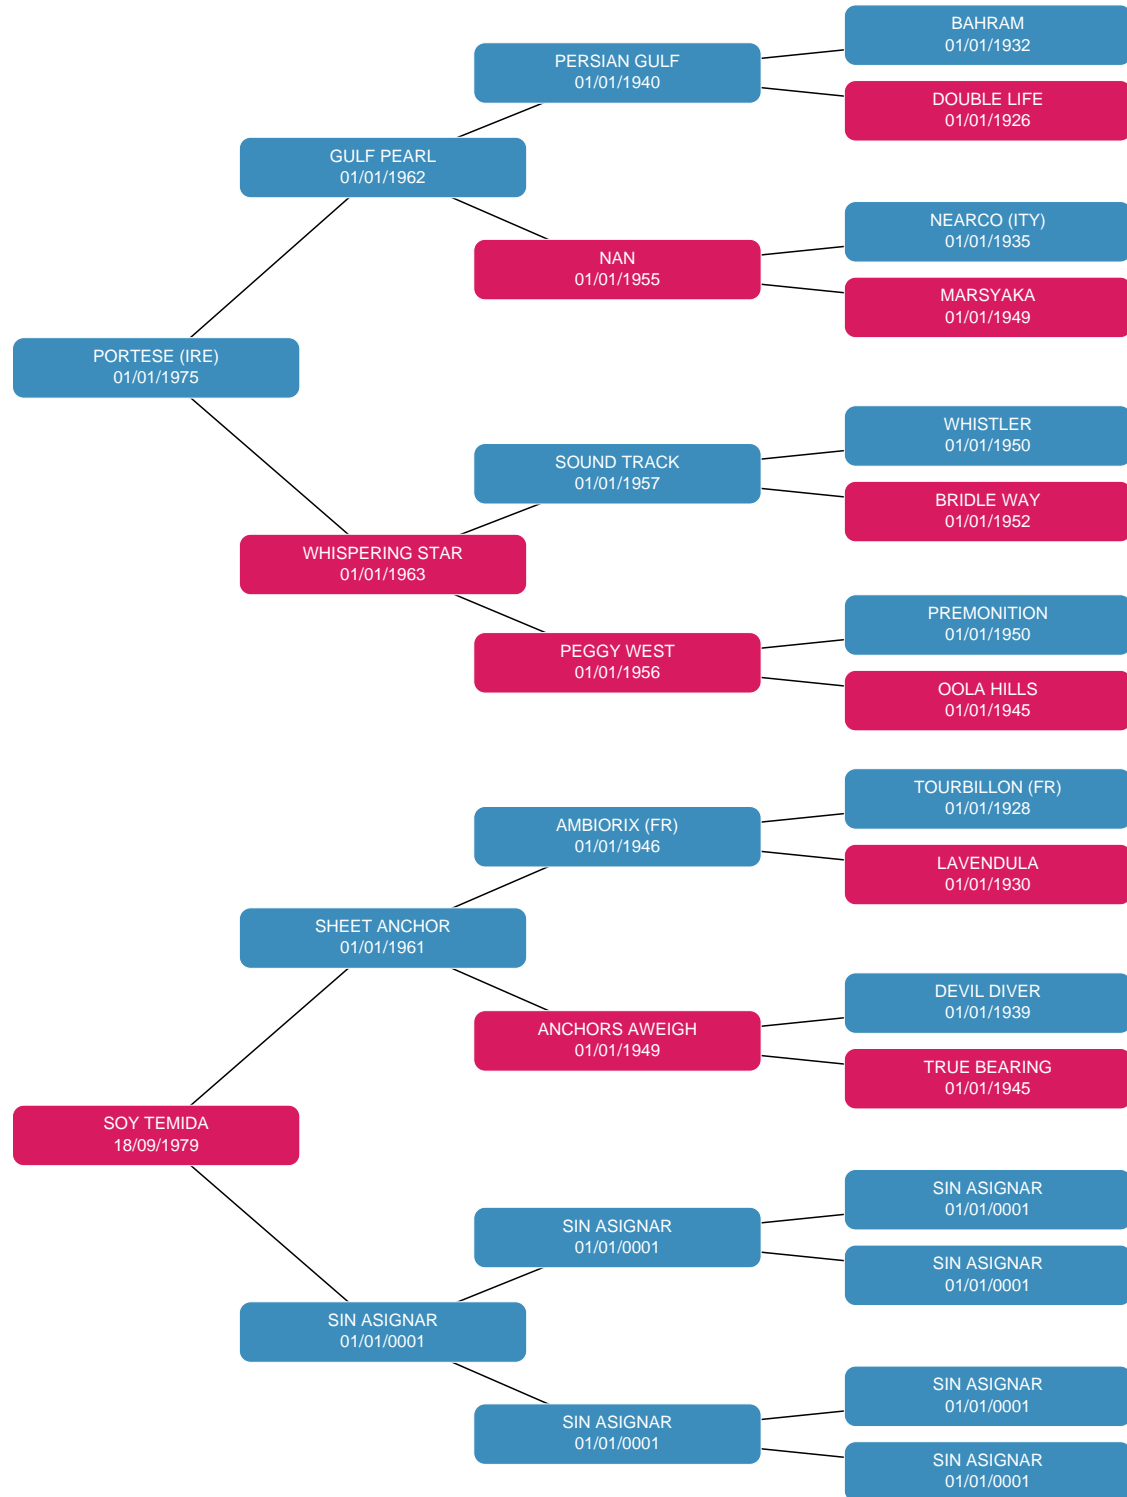 BAHRAM
01/01/1932
PERSIAN GULF
01/01/1940
DOUBLE LIFE
01/01/1926
GULF PEARL
01/01/1962
NEARCO (ITY)
01/01/1935
NAN
01/01/1955
MARSYAKA
01/01/1949
PORTESE (IRE)
01/01/1975
WHISTLER
01/01/1950
SOUND TRACK
01/01/1957
BRIDLE WAY
01/01/1952
WHISPERING STAR
01/01/1963
PREMONITION
01/01/1950
PEGGY WEST
01/01/1956
OOLA HILLS
01/01/1945
TOURBILLON (FR)
01/01/1928
AMBIORIX (FR)
01/01/1946
LAVENDULA
01/01/1930
SHEET ANCHOR
01/01/1961
DEVIL DIVER
01/01/1939
ANCHORS AWEIGH
01/01/1949
TRUE BEARING
01/01/1945
SOY TEMIDA
18/09/1979
SIN ASIGNAR
01/01/0001
SIN ASIGNAR
01/01/0001
SIN ASIGNAR
01/01/0001
SIN ASIGNAR
01/01/0001
SIN ASIGNAR
01/01/0001
SIN ASIGNAR
01/01/0001
SIN ASIGNAR
01/01/0001